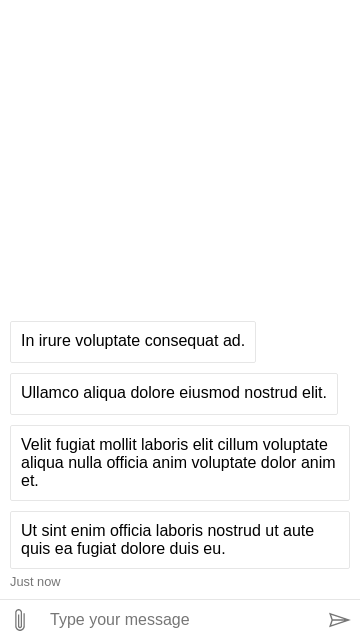 In irure voluptate consequat ad.
Ullamco aliqua dolore eiusmod nostrud elit.
Velit fugiat mollit laboris elit cillum voluptate
aliqua nulla officia anim voluptate dolor anim
et.
Ut sint enim officia laboris nostrud ut aute
quis ea fugiat dolore duis eu.
Just now
Type your message